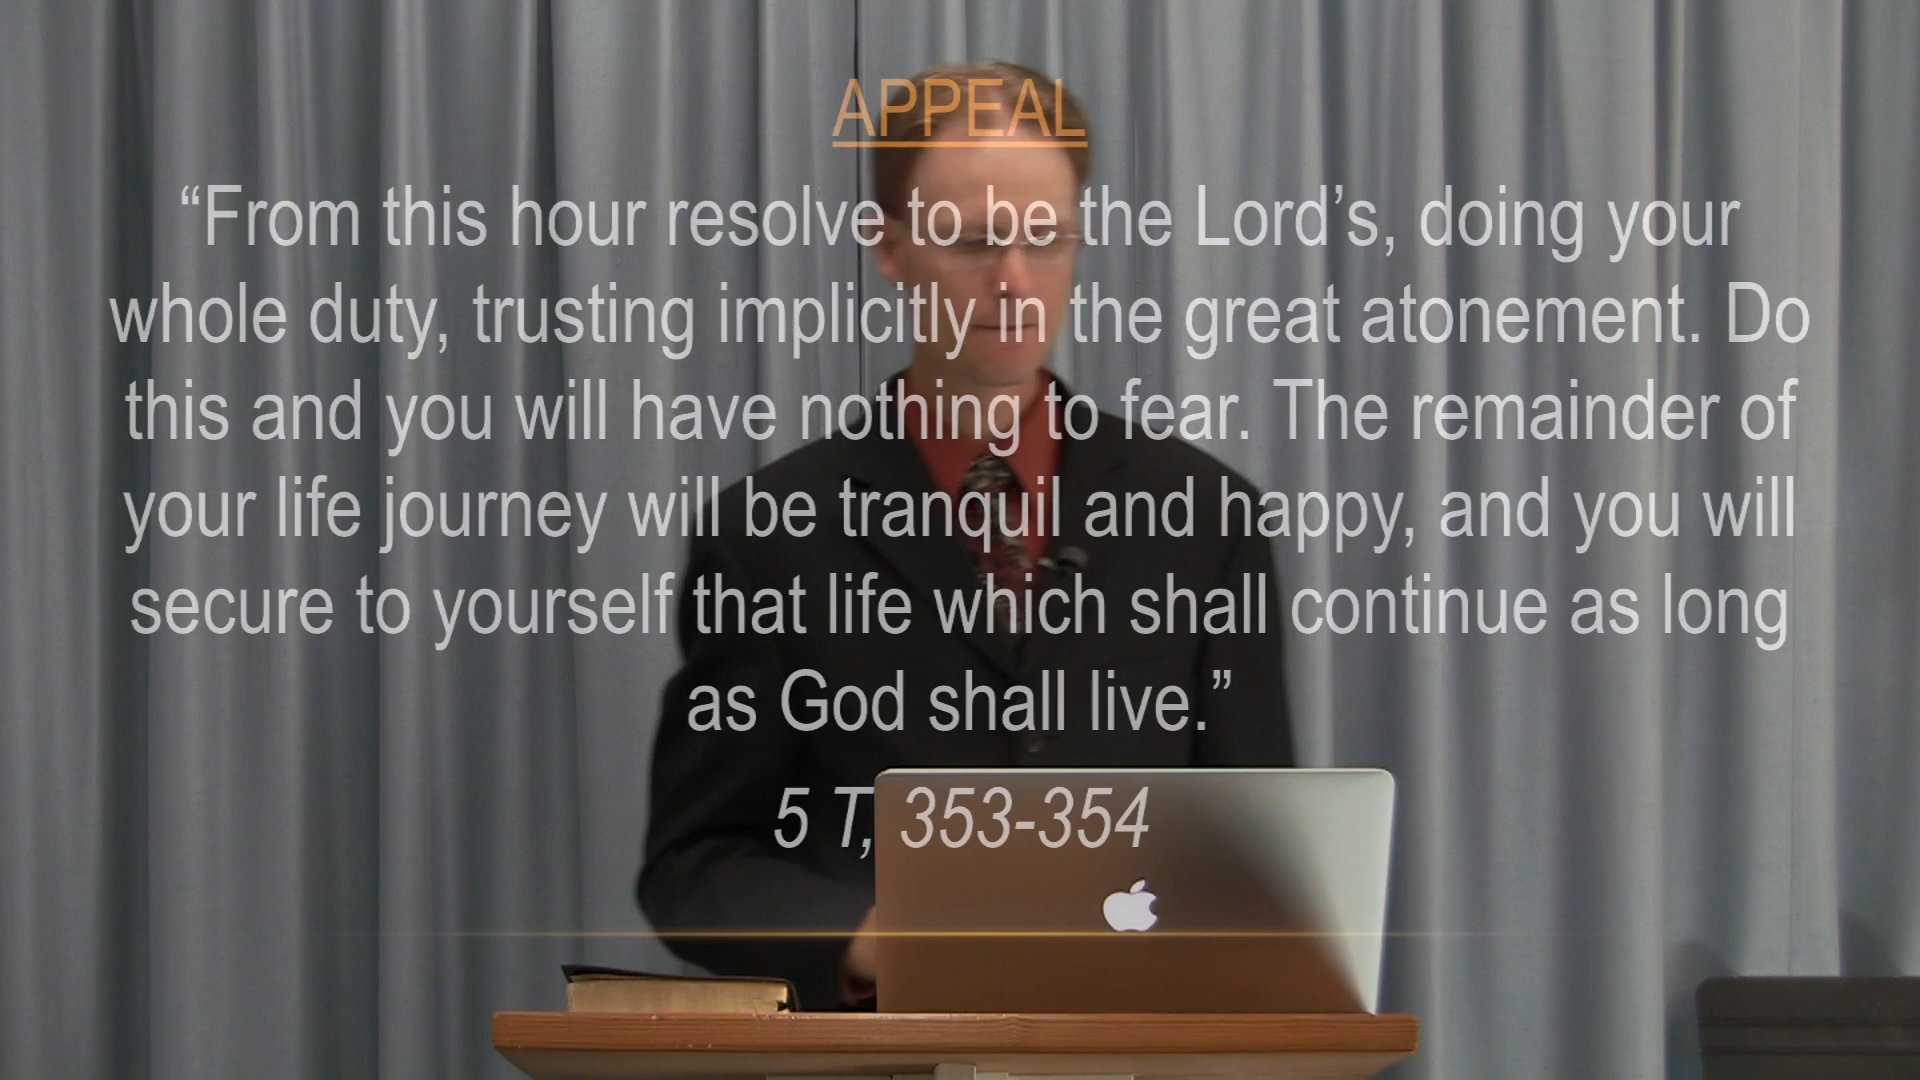 APPEAL
“From this hour resolve to be the Lord’s, doing your
whole duty, trusting implicitly in the great atonement. Do
this and you will have nothing to fear. The remainder of
your life journey will be tranquil and happy, and you will
secure to yourself that life which shall continue as long
as God shall live.”
5 T, 353-354